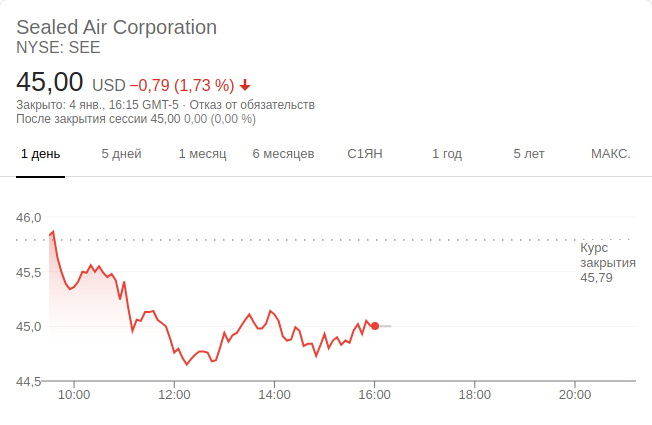 Sealed Air Corporation
NYSE: SEE
45,00 USD −0,79 (1,73 %)
Закрыто: 4 янв., 16:15 GMT-5 · Отказ от обязательств
После закрытия сессии 45,00 0,00 (0,00 %)
1 день 5 дней 1 месяц 6 месяцев С1ЯН 1 год 5 лет МАКС.
46,0
Курс
закрытия
45,79
45,5
45,0
44,5
10:00 12:00 14:00 16:00 18:00 20:00